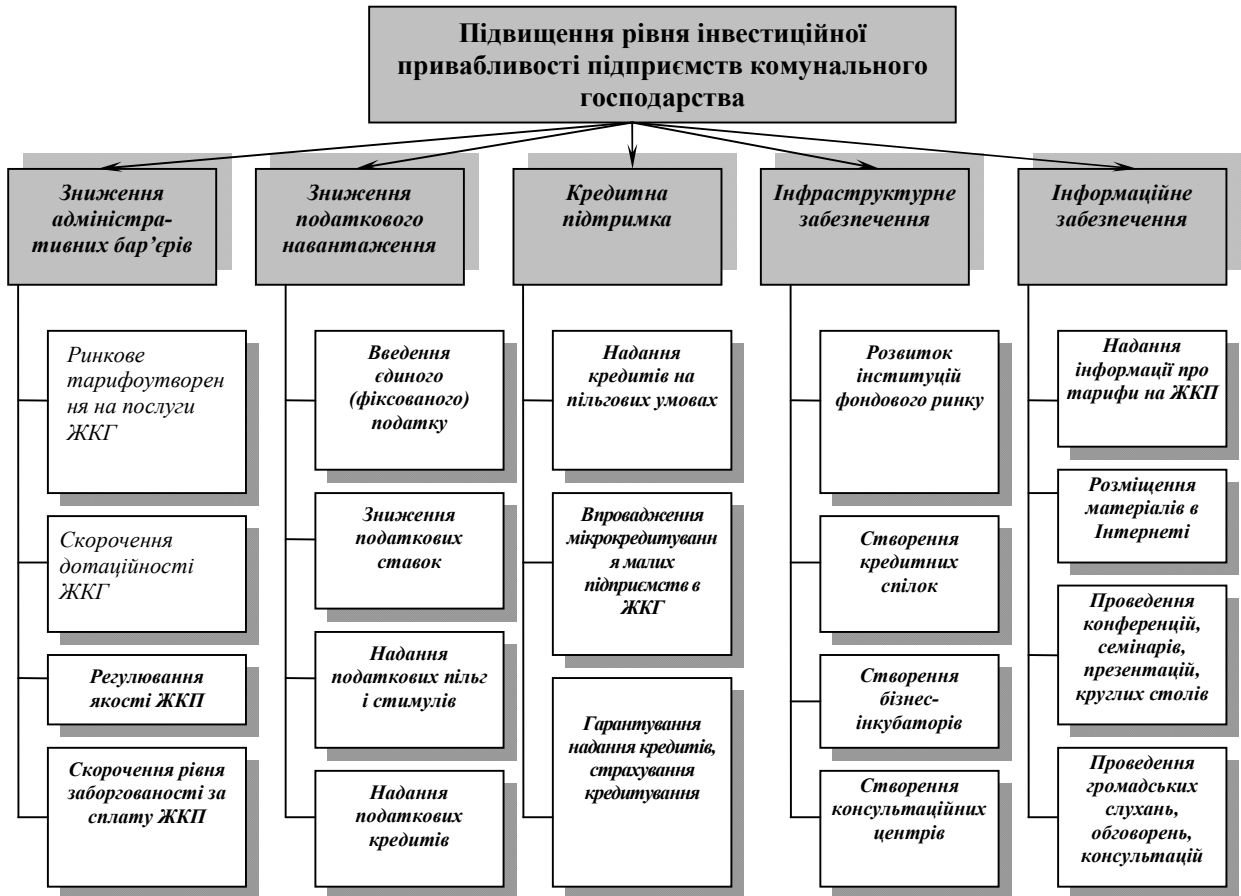 Підвищення рівня інвестиційної
привабливості підприємств комунального
господарства
Зниження
адміністра-
тивних бар’єрів
Ринкове
тарифоутворен
ня на послуги
ЖКГ
Скорочення
дотаційності
ЖКГ
Регулювання
якості ЖКП
Скорочення рівня
заборгованості за
сплату ЖКП
Зниження
податкового
навантаження
Введення
єдиного
(фіксованого)
податку
Зниження
податкових
ставок
Надання
податкових пільг
і стимулів
Надання
податкових
кредитів
Кредитна
підтримка
Надання
кредитів на
пільгових умовах
Впровадження
мікрокредитуванн
я малих
підприємств в
ЖКГ
Гарантування
надання кредитів,
страхування
кредитування
Інфраструктурне
забезпечення
Розвиток
інституцій
фондового ринку
Створення
кредитних
спілок
Створення
бізнес-
інкубаторів
Створення
консультаційних
центрів
Інформаційне
забезпечення
Надання
інформації про
тарифи на ЖКП
Розміщення
матеріалів в
Інтернеті
Проведення
конференцій,
семінарів,
презентацій,
круглих столів
Проведення
громадських
слухань,
обговорень,
консультацій